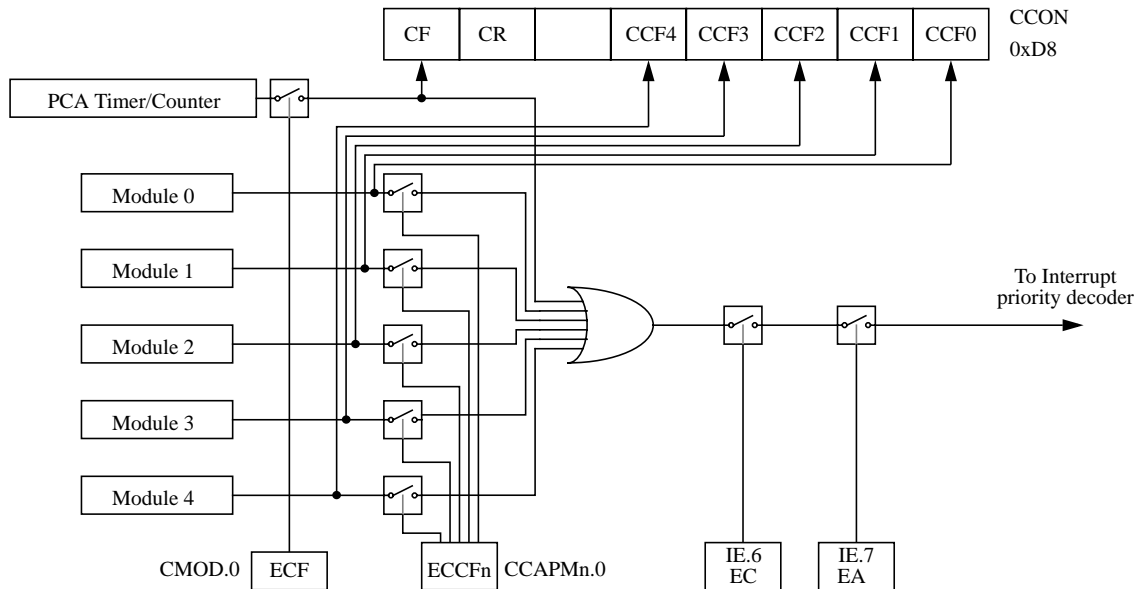 CF CR CCF4 CCF3 CCF2 CCF1 CCF0 CCON
0xD8
PCA Timer/Counter
Module 0
Module 1
To Interrupt
priority decoder
Module 2
Module 3
Module 4
CMOD.0 ECF ECCFn CCAPMn.0
IE.6
EC
IE.7
EA